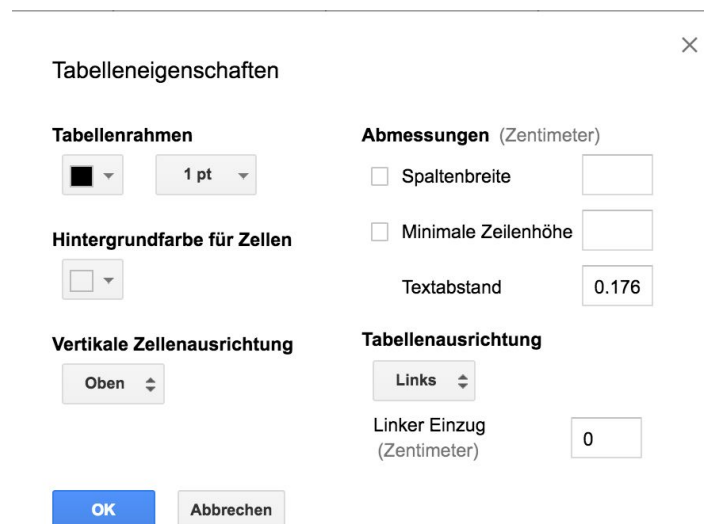 Tabelleneigenschaften
Tabellenrahmen
1 pt
Hintergrundfarbe für Zellen
Vertikale Zellenausrichtung
Oben
Abmessungen (Zentimeter)
Spaltenbreite
Minimale Zeilenhöhe
Textabstand 0.176
Tabellenausrichtung
Links
Linker Einzug
(Zentimeter) 0
OK Abbrechen